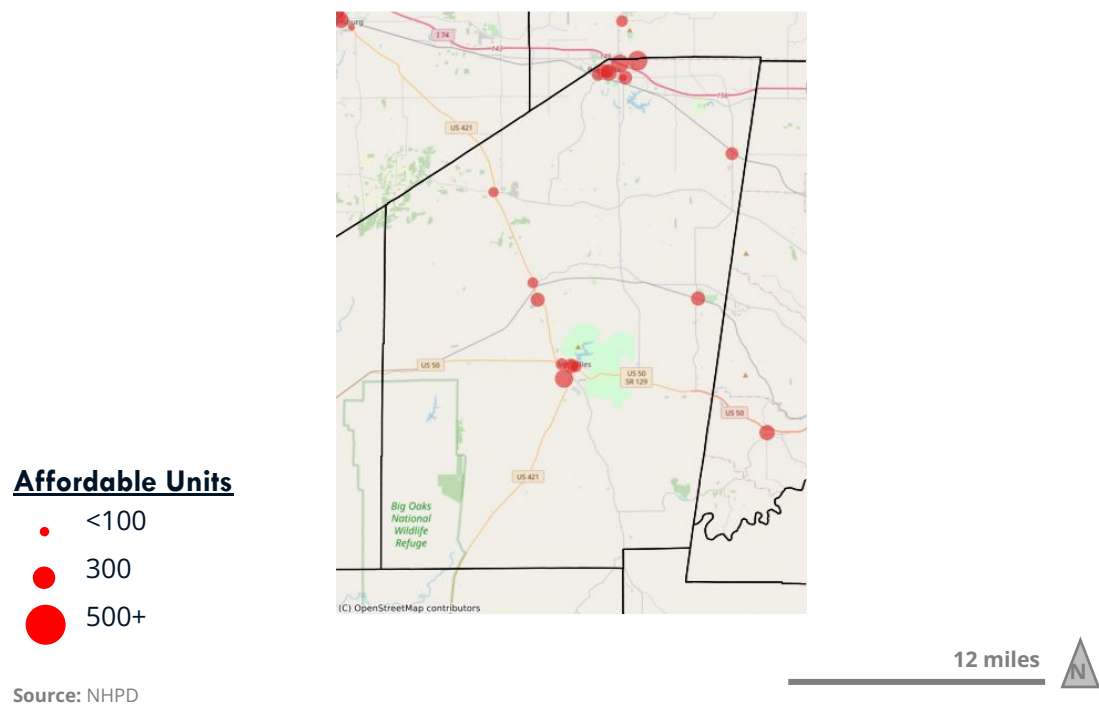 I 74
US 421
US 50
US 50
SR 129
US 50
US 421
Big Oaks
National
Wildlife
Refuge
(C) OpenStreetMap contributors
Affordable Units
<100
300
500+
12 miles
N
Source: NHPD